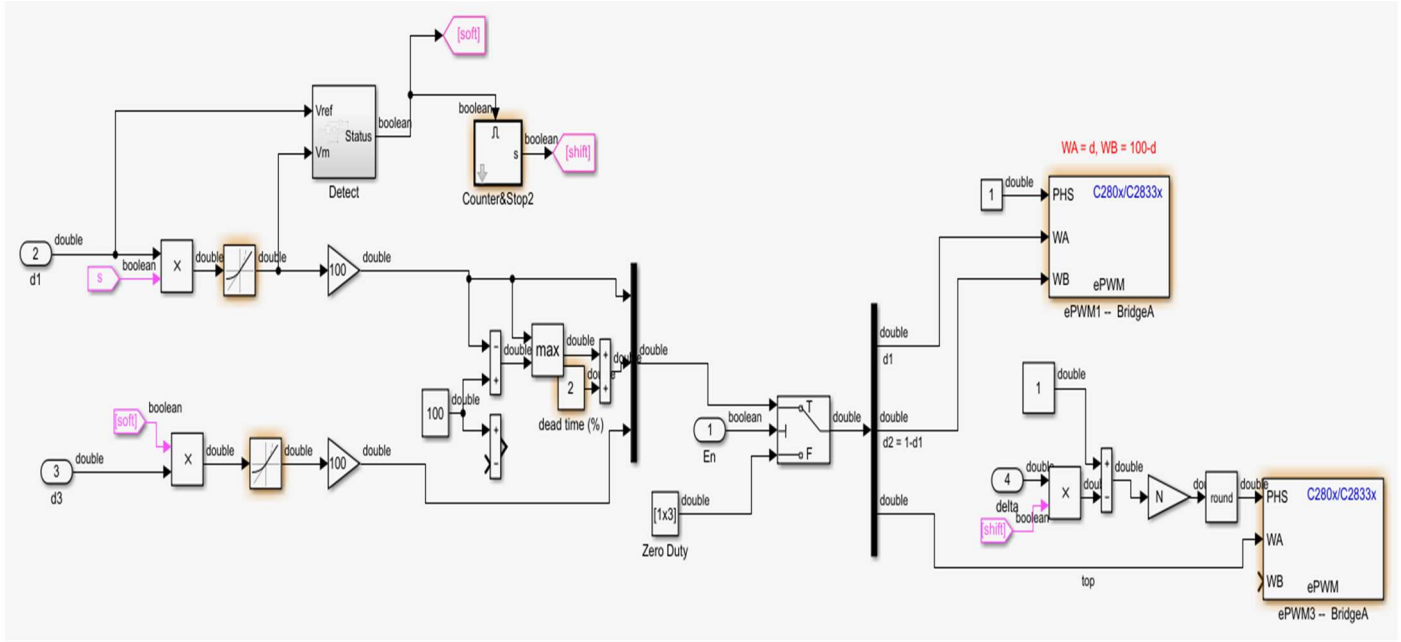 [soft]
boolean
Vref
Status
boolean
Vm
Detect
s
boolean
[shift]
Counter&Stop2
2
double
d1
boolean
s
×
double
double
100
double
-
+
double
max
double
+
+
2
dead time (%)
100
double
+
-
double
boolean
[soft]
3
double
d3
×
double
double
100
double
1
boolean
En
[1x3]
double
Zero Duty
T
F
double
double
d1
double
d2 = 1-d1
double
top
WA = d, WB = 100-d
1
double
PHS
C280x/C2833x
WA
WB
ePWM
ePWM1 -- BridgeA
1
double
4
double
delta
[shift]
boolean
×
+
-
double
N
round
double
PHS
C280x/C2833x
WA
WB
ePWM
ePWM3 -- BridgeA